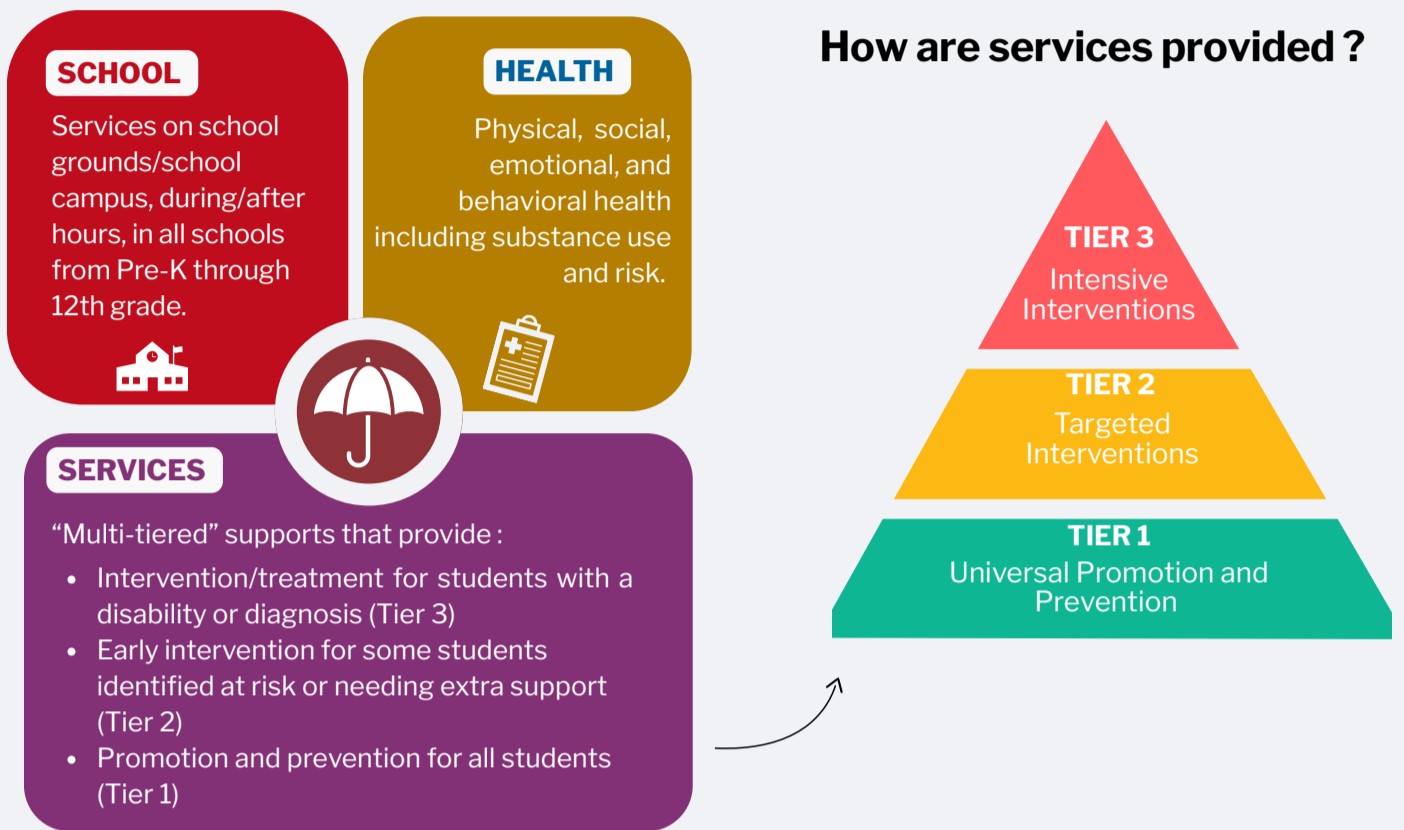 SCHOOL
Services on school
grounds/school
campus, during/after
hours, in all schools
from Pre-K through
12th grade.
HEALTH
Physical, social,
emotional, and
behavioral health
including substance use
and risk.
SERVICES
“Multi-tiered” supports that provide :
• Intervention/treatment for students with a
disability or diagnosis (Tier 3)
• Early intervention for some students
identified at risk or needing extra support
(Tier 2)
• Promotion and prevention for all students
(Tier 1)
How are services provided ?
TIER 3
Intensive
Interventions
TIER 2
Targeted
Interventions
TIER 1
Universal Promotion and
Prevention